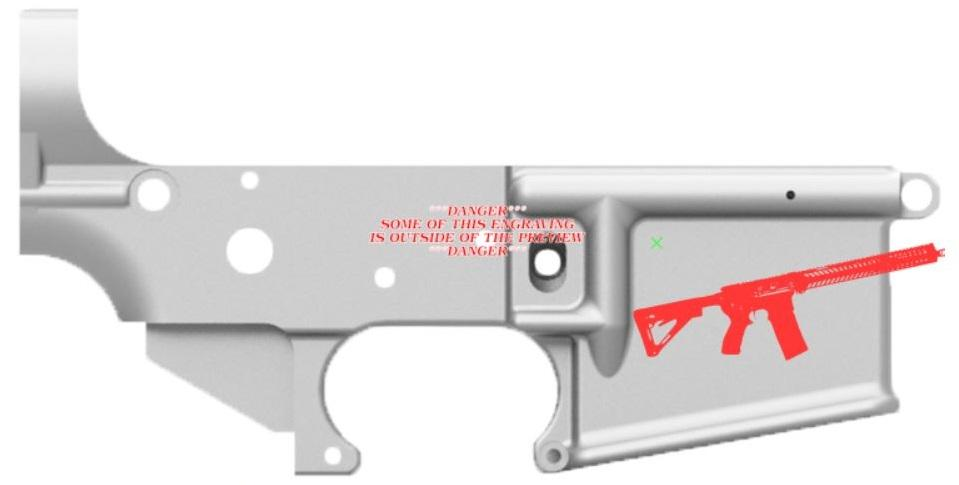 ***DANGER***
SOME OF THIS ENGRAVING
IS OUTSIDE OF THE PREVIEW
***DANGER***